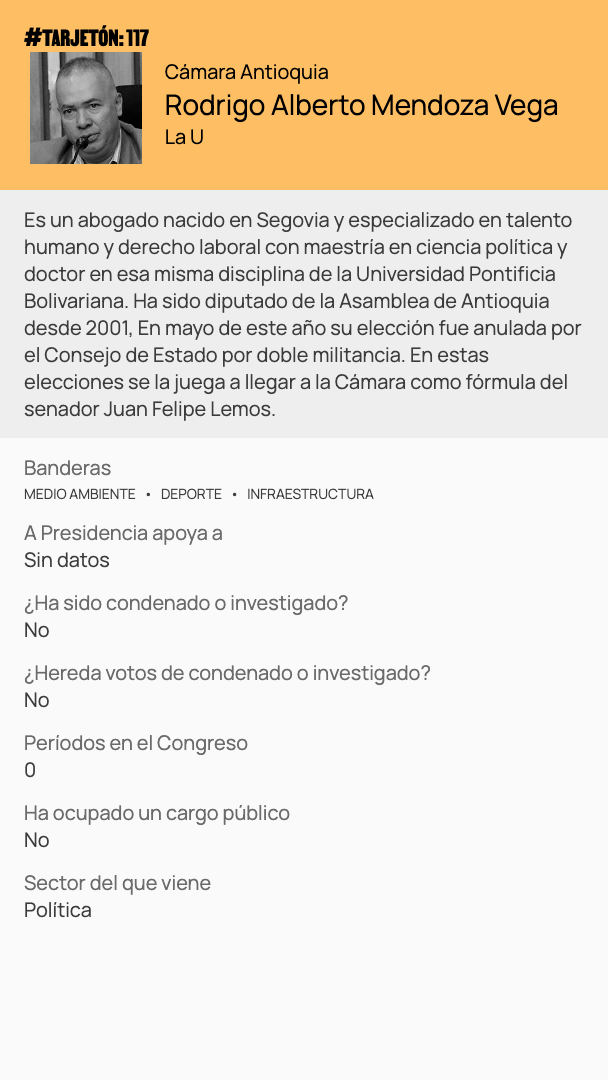 #TARJETÓN: 117
Cámara Antioquia
Rodrigo Alberto Mendoza Vega
La U
Es un abogado nacido en Segovia y especializado en talento
humano y derecho laboral con maestría en ciencia política y
doctor en esa misma disciplina de la Universidad Pontificia
Bolivariana. Ha sido diputado de la Asamblea de Antioquia
desde 2001, En mayo de este año su elección fue anulada por
el Consejo de Estado por doble militancia. En estas
elecciones se la juega a llegar a la Cámara como fórmula del
senador Juan Felipe Lemos.
Banderas
MEDIO AMBIENTE • DEPORTE • INFRAESTRUCTURA
A Presidencia apoya a
Sin datos
¿Ha sido condenado o investigado?
No
¿Hereda votos de condenado o investigado?
No
Períodos en el Congreso
0
Ha ocupado un cargo público
No
Sector del que viene
Política